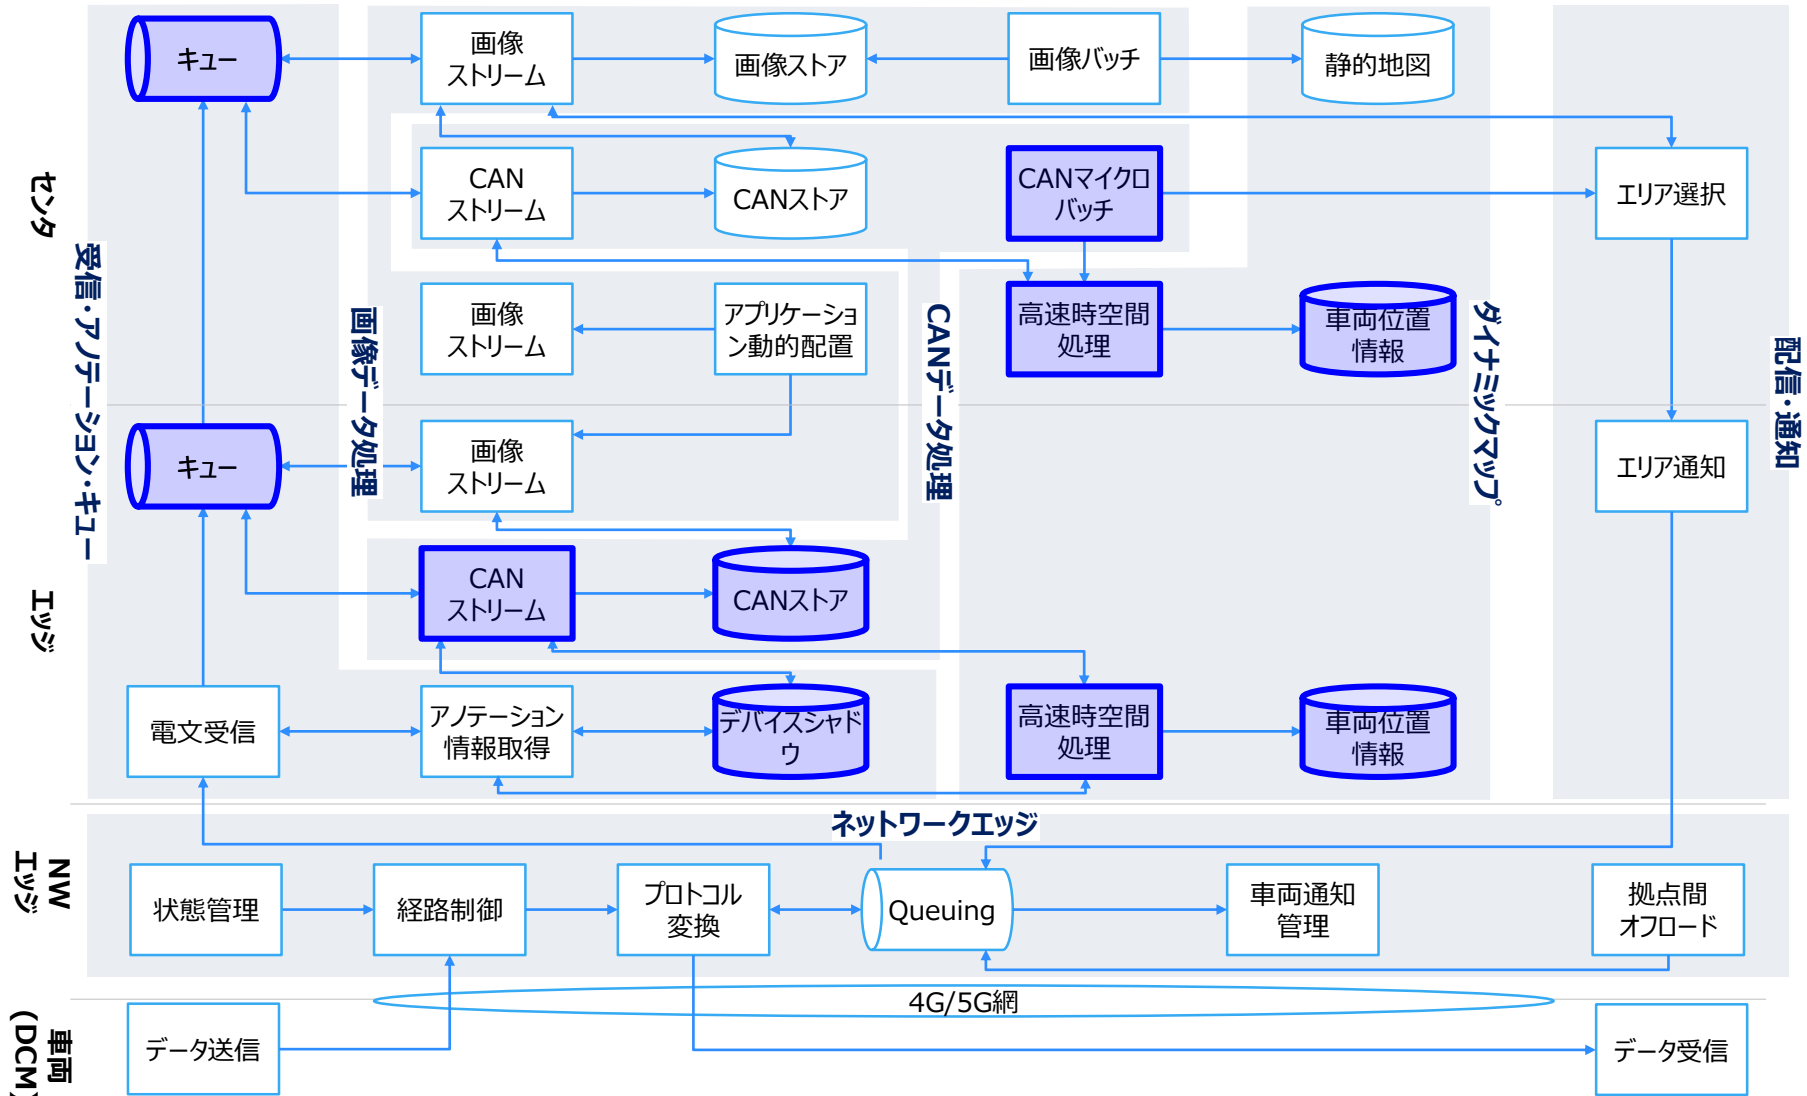 キュー
画像
ストリーム
画像ストア
画像バッチ
静的地図
センタ
CAN
ストリーム
CANストア
CANマイクロ
バッチ
エリア選択
受信・アノテーション・キュー
画像データ処理
画像
ストリーム
アプリケーショ
ン動的配置
CANデータ処理
高速時空間
処理
車両位置
情報
ダイナミックマップ
配信・通知
キュー
画像
ストリーム
エリア通知
エッジ
CAN
ストリーム
CANストア
電文受信
アノテーション
情報取得
デバイスシャド
ウ
高速時空間
処理
車両位置
情報
ネットワークエッジ
NW
エッジ
状態管理
経路制御
プロトコル
変換
Queuing
車両通知
管理
拠点間
オフロード
4G/5G網
車両
(DCM)
データ送信
データ受信